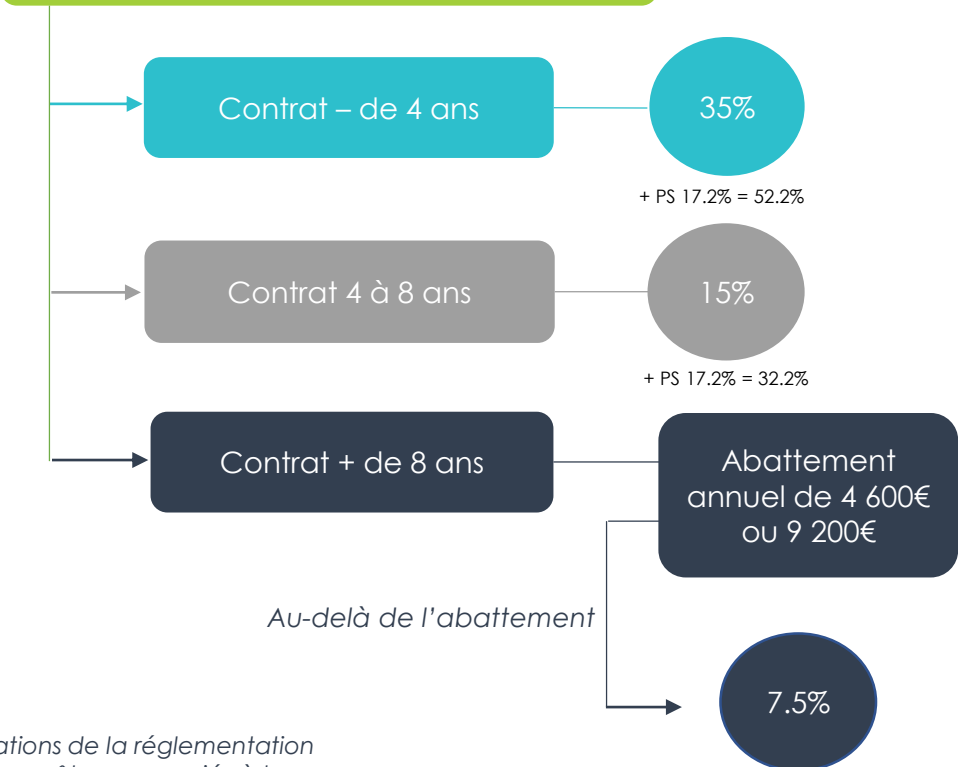 Contrat – de 4 ans
35%
+ PS 17.2% = 52.2%
Contrat 4 à 8 ans
15%
+ PS 17.2% = 32.2%
Contrat + de 8 ans
Abattement
annuel de 4 600€
ou 9 200€
Au-delà de l’abattement
7.5%
ations de la réglementation